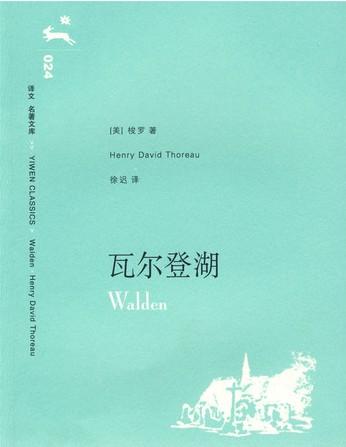 024
译文 名著文库 >> YIWEN CLASSICS > Walden Henry David Thoreau
[美] 梭罗 著
Henry David Thoreau
徐迟 译
瓦尔登湖
Walden